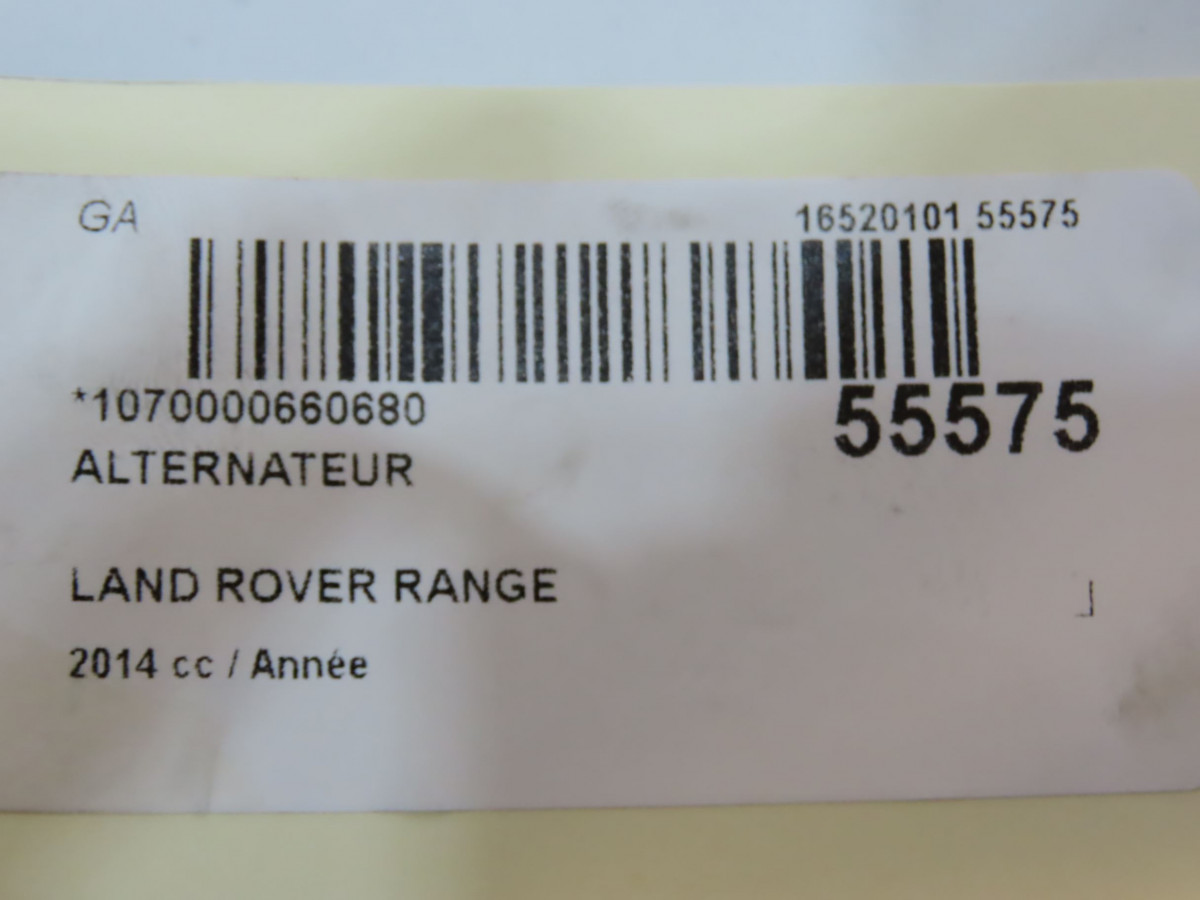 GA 16520101 55575
*1070000660680 55575
ALTERNATEUR
LAND ROVER RANGE
2014 cc / Année